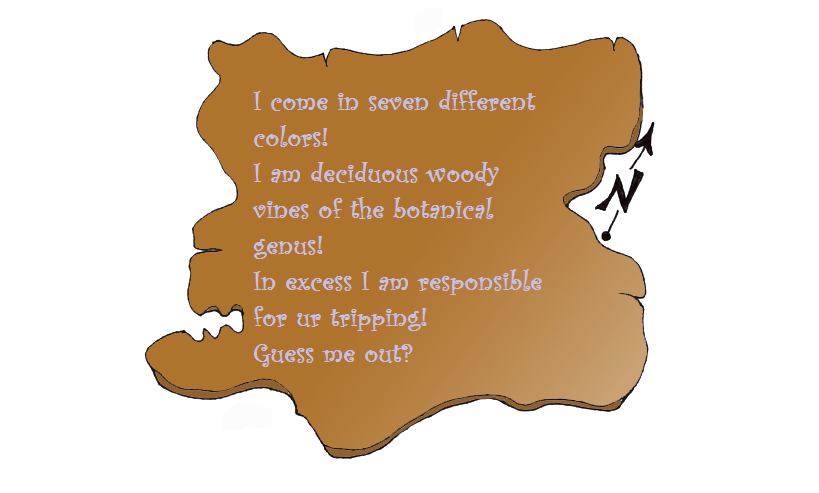 I come in seven different
colors!
I am deciduous woody
vines of the botanical
genus!
In excess I am responsible
for ur tripping!
Guess me out?
N